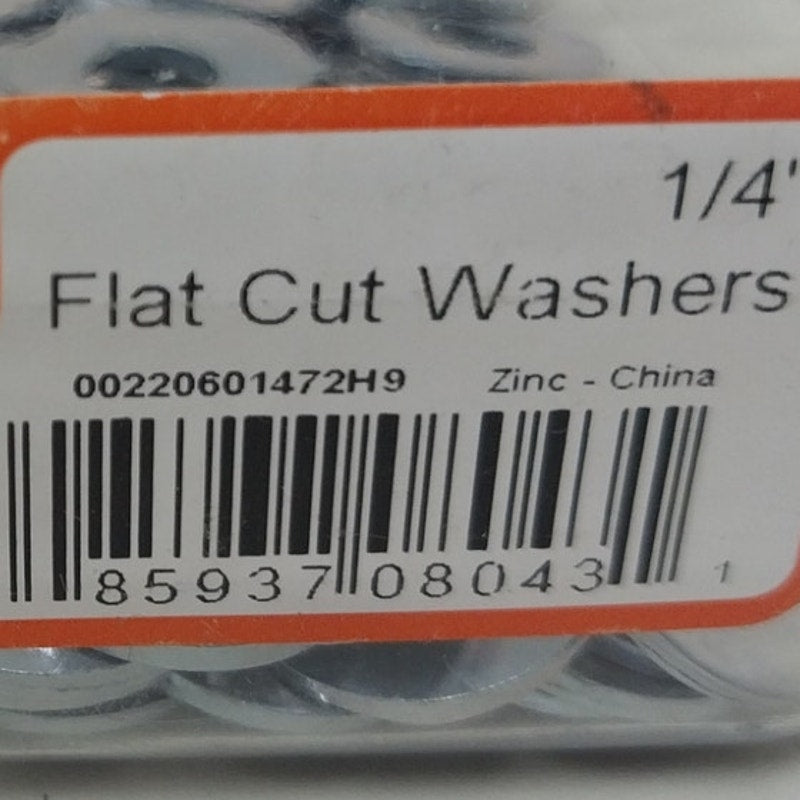 1/4"
Flat Cut Washers
00220601472H9 Zinc - China
85937 08043 1